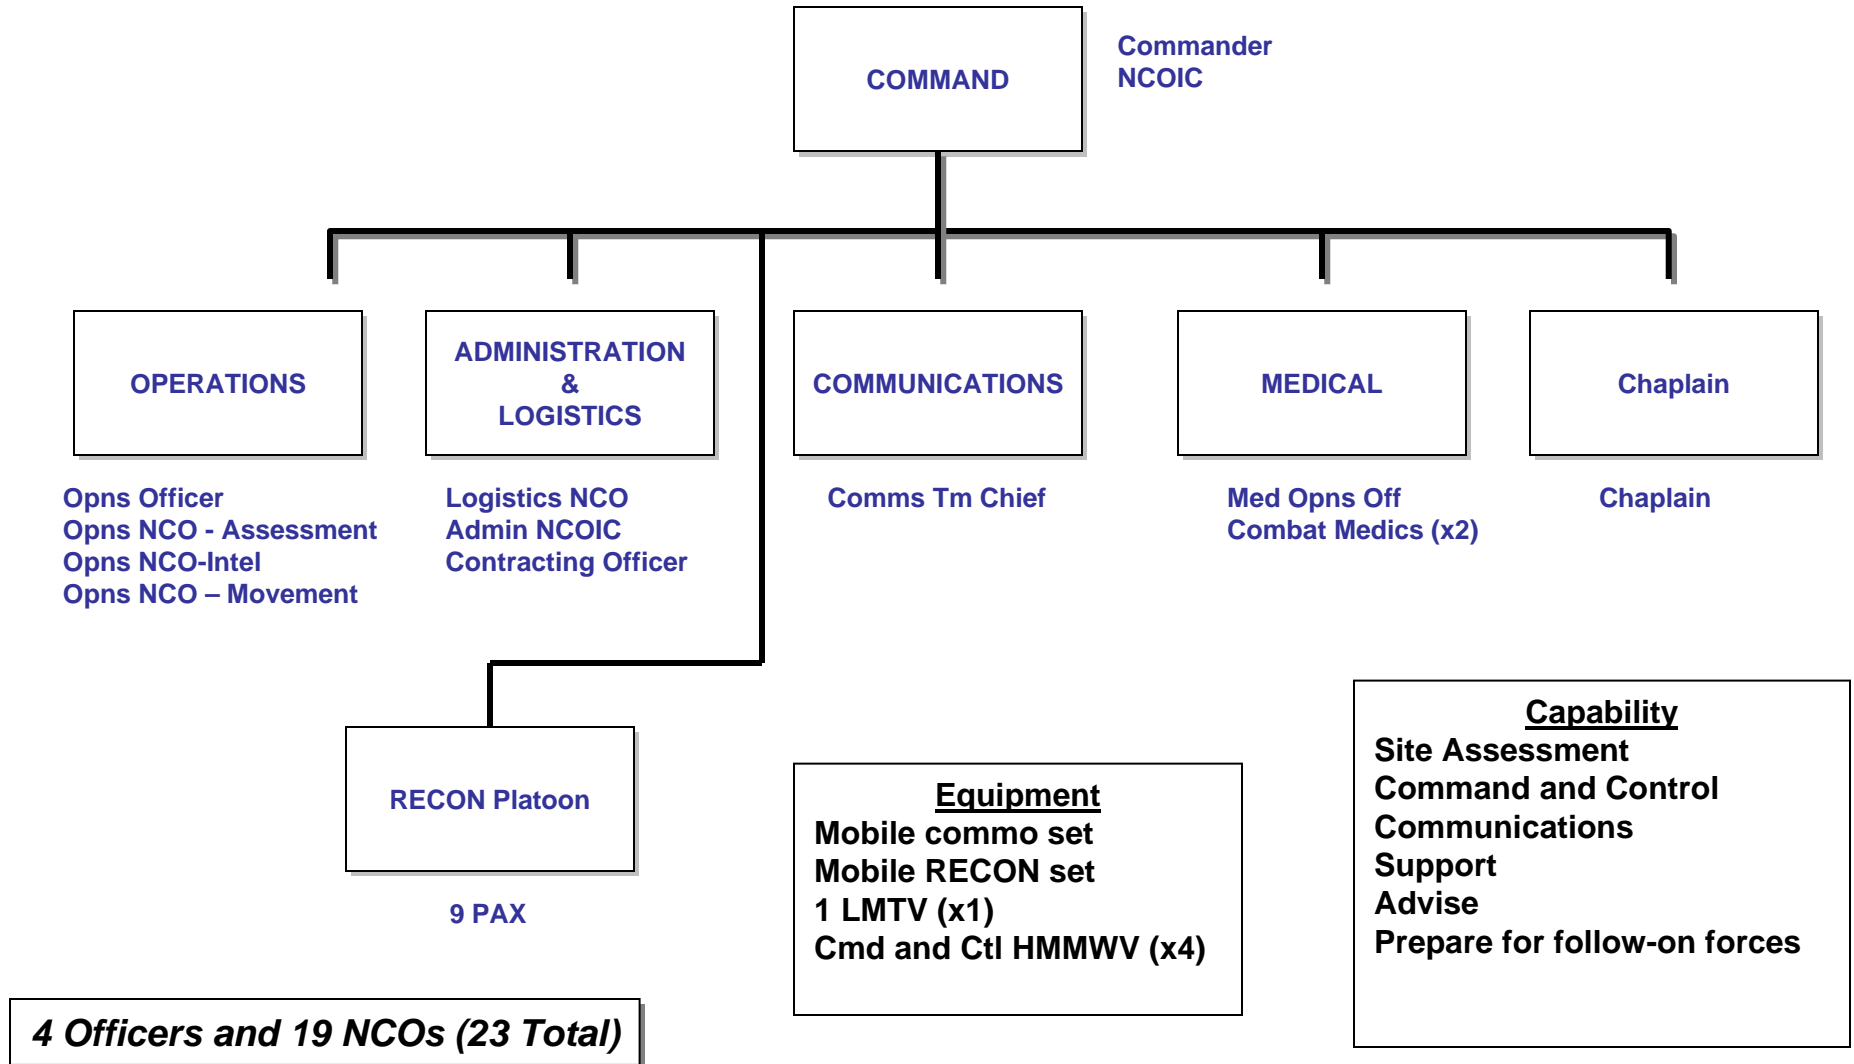 COMMAND
Commander
NCOIC
OPERATIONS
Opns Officer
Opns NCO - Assessment
Opns NCO-Intel
Opns NCO – Movement
ADMINISTRATION
&
LOGISTICS
Logistics NCO
Admin NCOIC
Contracting Officer
COMMUNICATIONS
Comms Tm Chief
MEDICAL
Med Opns Off
Combat Medics (x2)
Chaplain
Chaplain
RECON Platoon
9 PAX
Equipment
Mobile commo set
Mobile RECON set
1 LMTV (x1)
Cmd and Ctl HMMWV (x4)
Capability
Site Assessment
Command and Control
Communications
Support
Advise
Prepare for follow-on forces
4 Officers and 19 NCOs (23 Total)